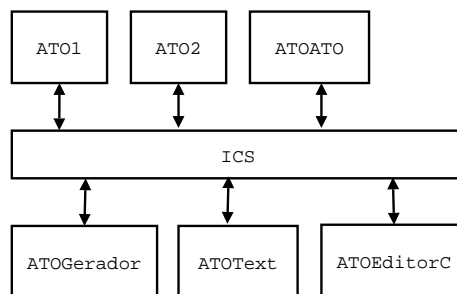 ATO1
ATO2
ATOATO
ICS
ATOGerador
ATOText
ATOEditorC